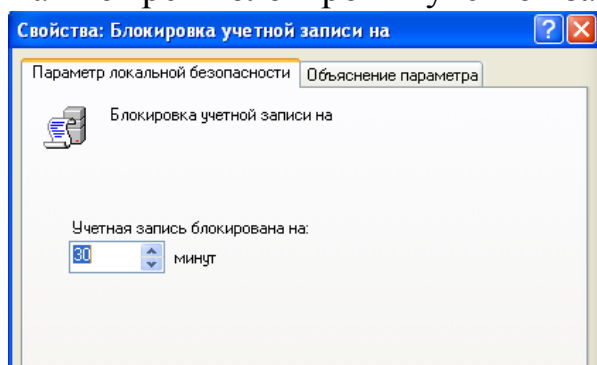 Свойства: Блокировка учетной записи на
Параметр локальной безопасности Объяснение параметра
Блокировка учетной записи на
Учетная запись блокирована на:
30 минут